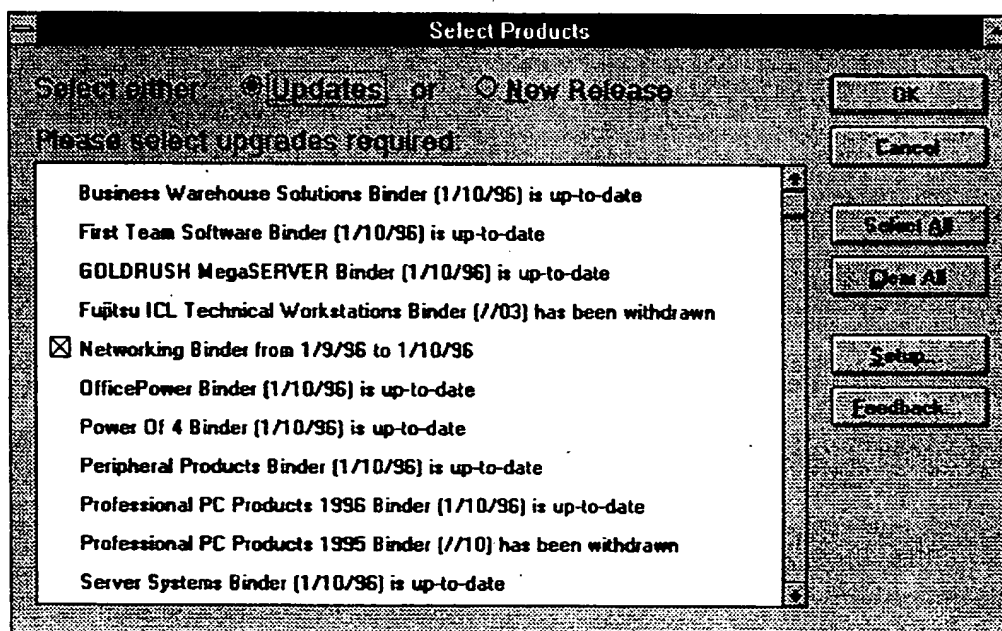 Select Products
Select either: Updates or New Release
Please select upgrades required:
Business Warehouse Solutions Binder (1/10/96) is up-to-date
First Team Software Binder (1/10/96) is up-to-date
GOLDRUSH MegaSERVER Binder (1/10/96) is up-to-date
Fujitsu ICL Technical Workstations Binder (//03) has been withdrawn
Networking Binder from 1/9/96 to 1/10/96
OfficePower Binder (1/10/96) is up-to-date
Power Of 4 Binder (1/10/96) is up-to-date
Peripheral Products Binder (1/10/96) is up-to-date
Professional PC Products 1996 Binder (1/10/96) is up-to-date
Professional PC Products 1995 Binder (//10) has been withdrawn
Server Systems Binder (1/10/96) is up-to-date
OK
Cancel
Select All
Clear All
Setup...
Feedback...